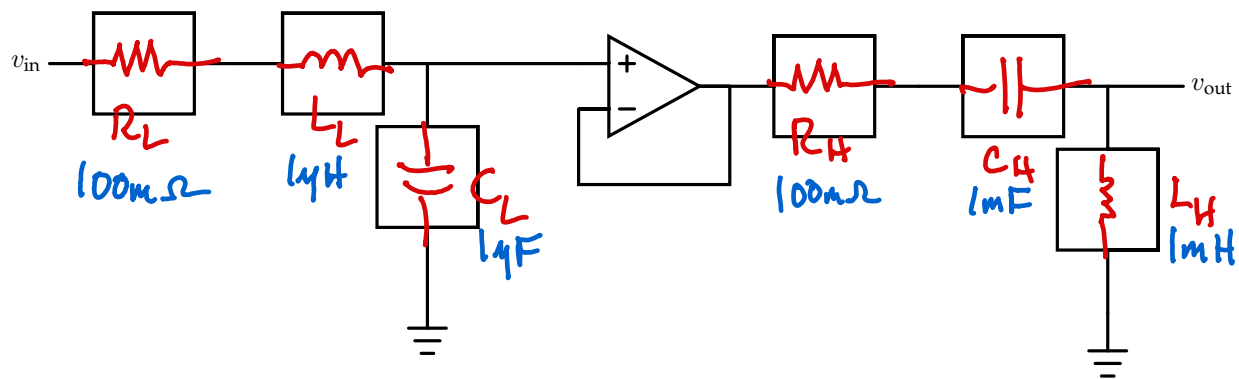 v_in
R_L
100mΩ
L_L
1μH
C_L
1μF
+
−
R_H
100mΩ
C_H
1mF
L_H
1mH
v_out